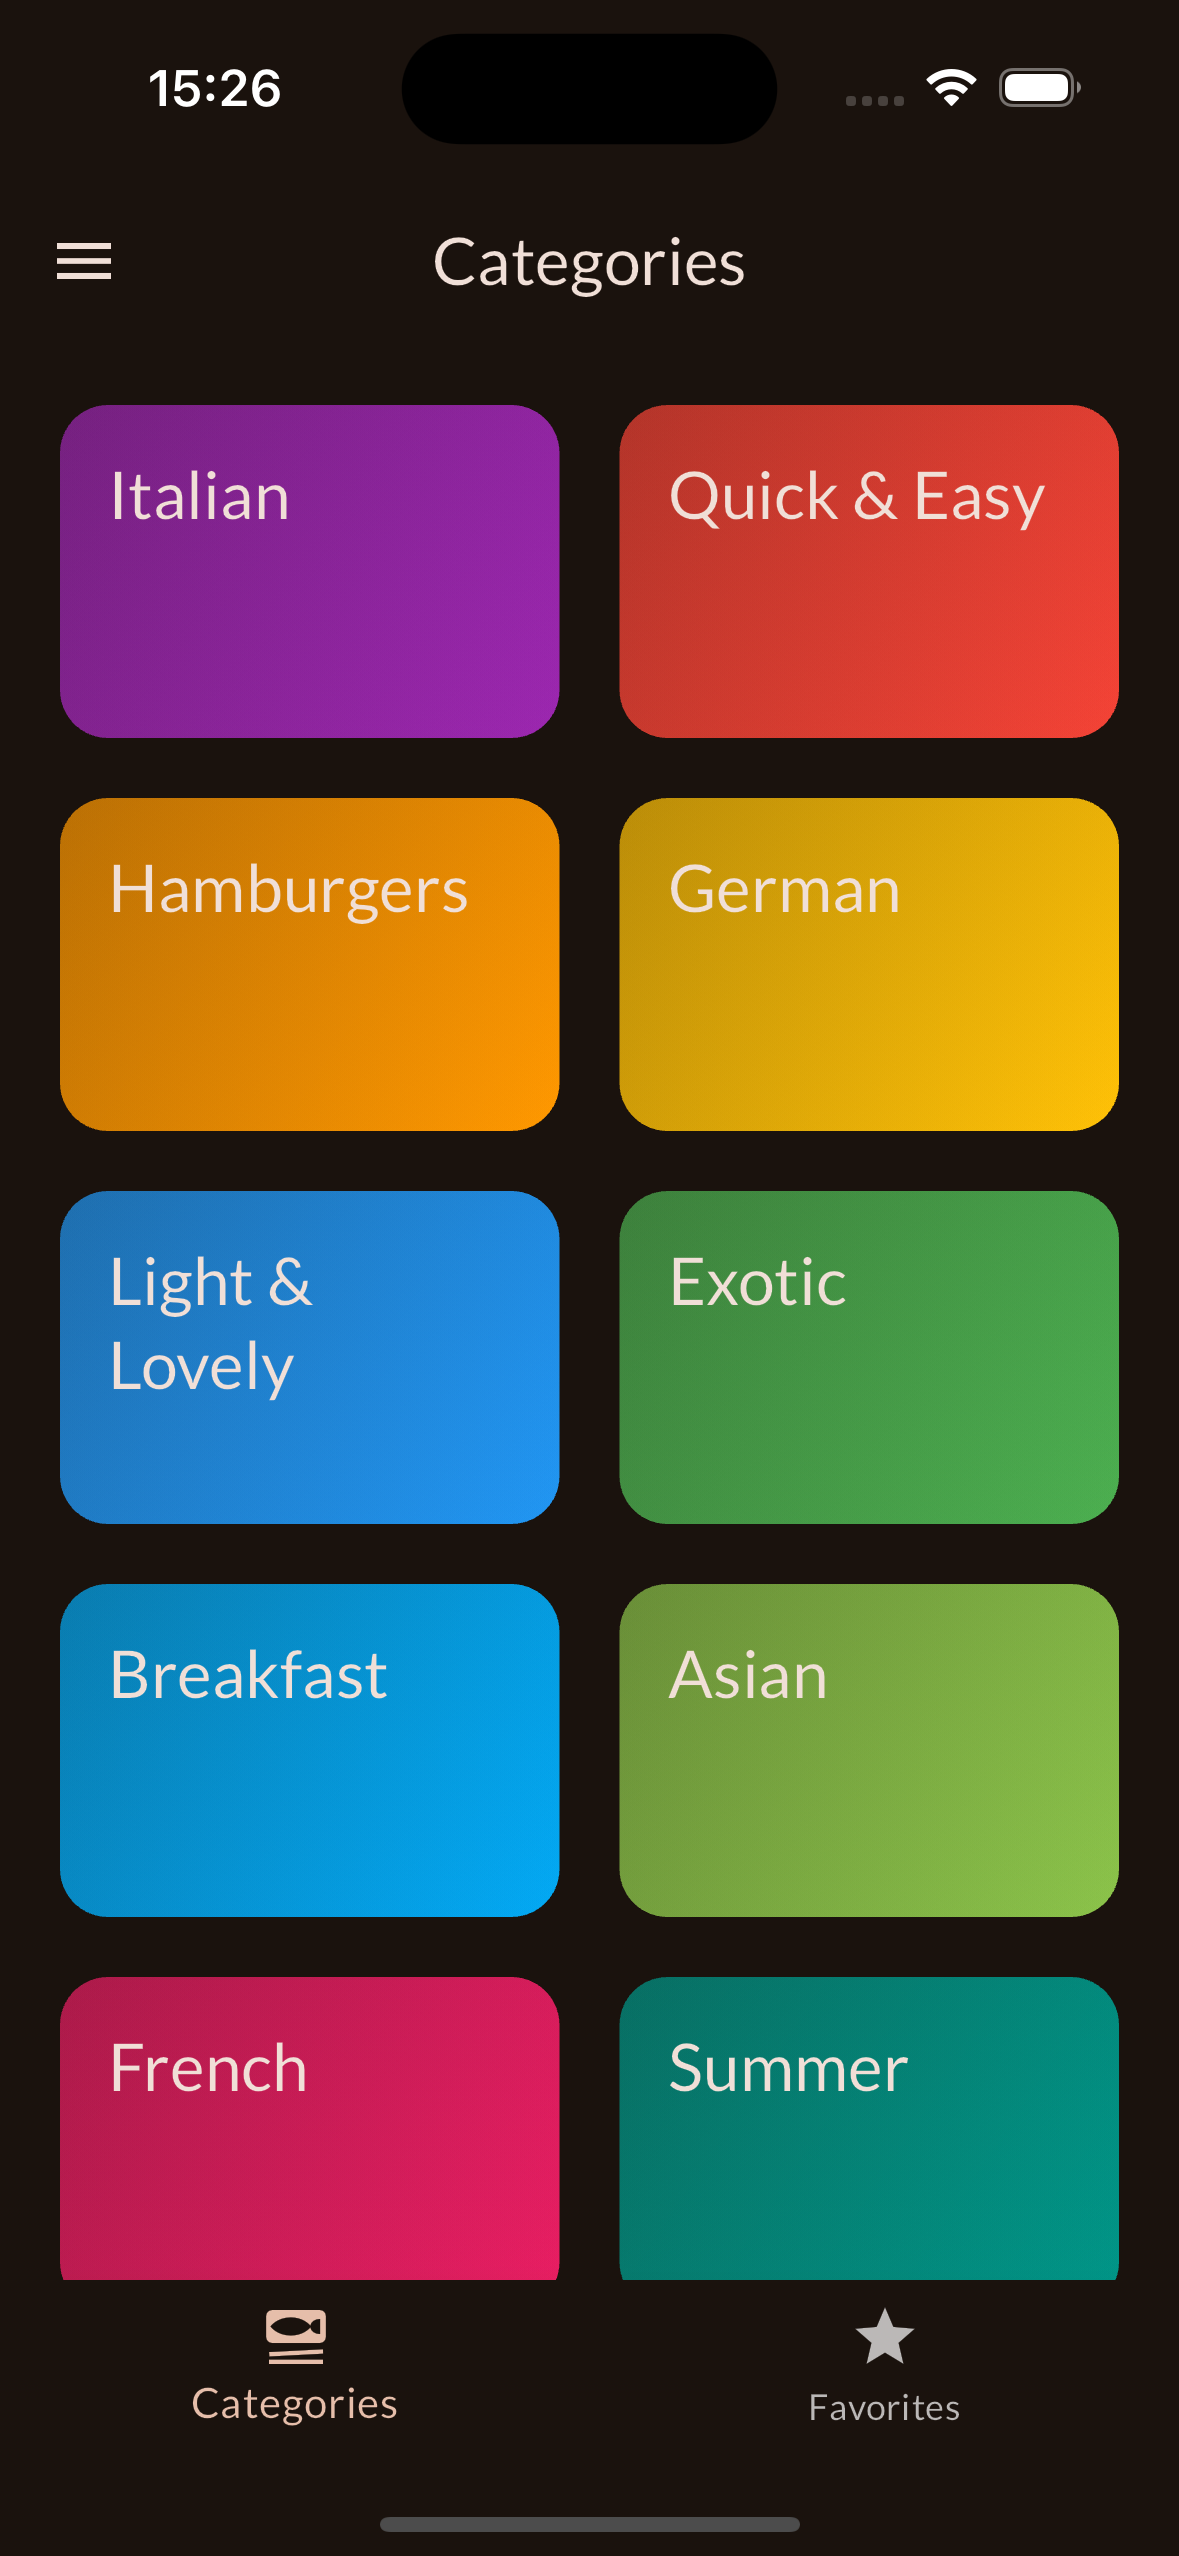 15:26
Categories
Italian
Quick & Easy
Hamburgers
German
Light &
Lovely
Exotic
Breakfast
Asian
French
Summer
Categories
Favorites